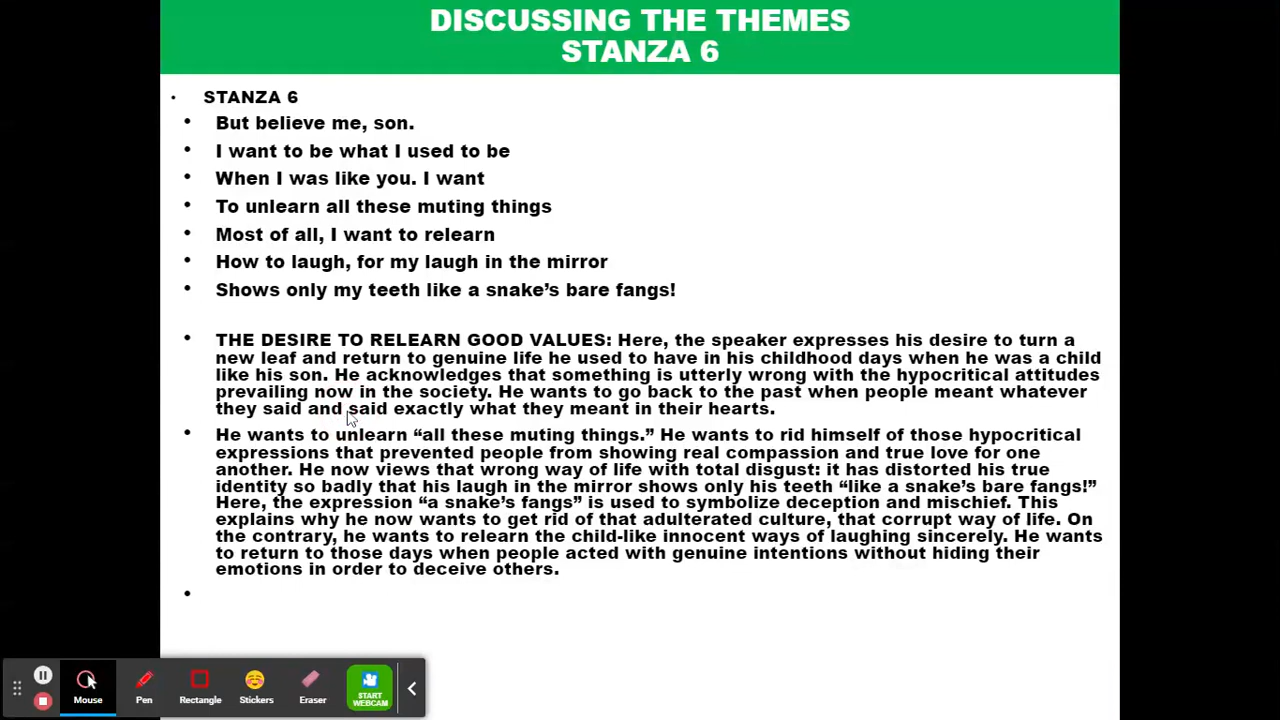 DISCUSSING THE THEMES
STANZA 6
• STANZA 6
• But believe me, son.
• I want to be what I used to be
• When I was like you. I want
• To unlearn all these muting things
• Most of all, I want to relearn
• How to laugh, for my laugh in the mirror
• Shows only my teeth like a snake's bare fangs!
• THE DESIRE TO RELEARN GOOD VALUES: Here, the speaker expresses his desire to turn a
new leaf and return to genuine life he used to have in his childhood days when he was a child
like his son. He acknowledges that something is utterly wrong with the hypocritical attitudes
prevailing now in the society. He wants to go back to the past when people meant whatever
they said and said exactly what they meant in their hearts.
• He wants to unlearn “all these muting things.” He wants to rid himself of those hypocritical
expressions that prevented people from showing real compassion and true love for one
another. He now views that wrong way of life with total disgust: it has distorted his true
identity so badly that his laugh in the mirror shows only his teeth “like a snake's bare fangs!”
Here, the expression “a snake's fangs” is used to symbolize deception and mischief. This
explains why he now wants to get rid of that adulterated culture, that corrupt way of life. On
the contrary, he wants to relearn the child-like innocent ways of laughing sincerely. He wants
to return to those days when people acted with genuine intentions without hiding their
emotions in order to deceive others.
•
Mouse Pen Rectangle Stickers Eraser START
WEBCAM